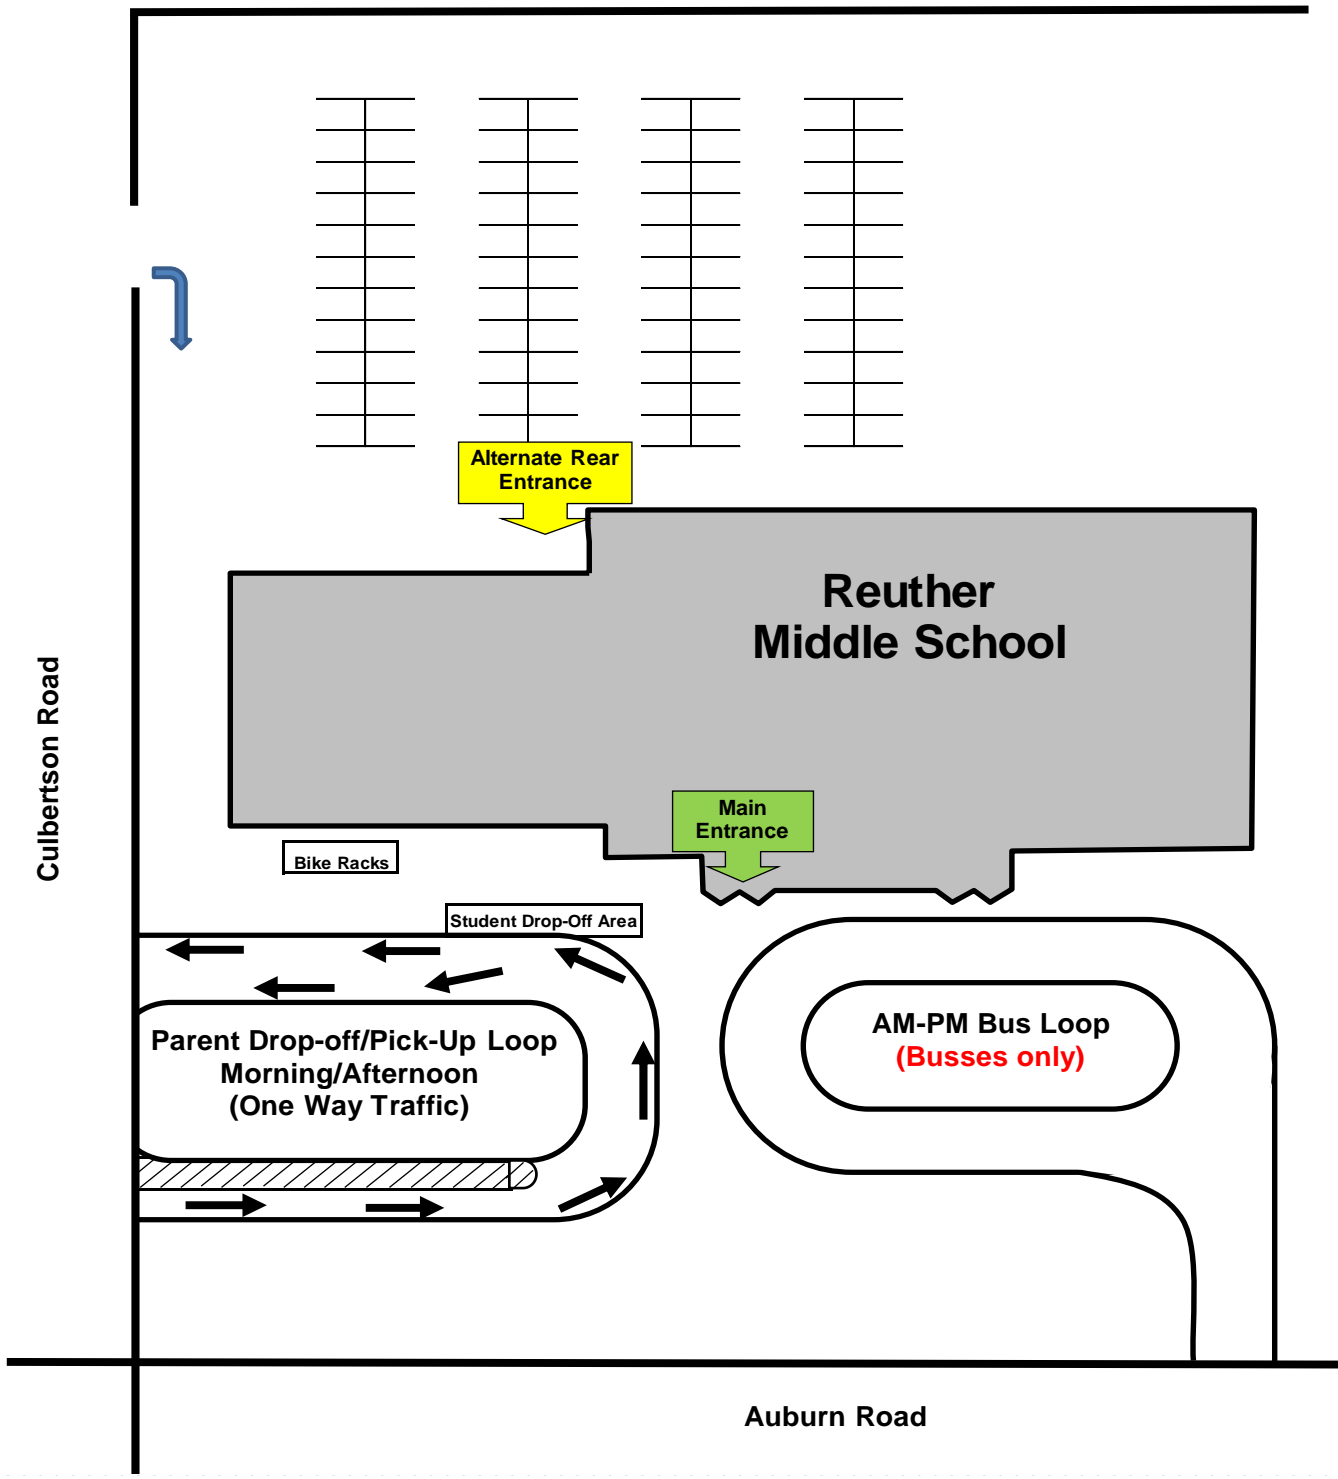 Alternate Rear
Entrance
Reuther
Middle School
Culbertson Road
Main
Entrance
Bike Racks
Student Drop-Off Area
Parent Drop-off/Pick-Up Loop
Morning/Afternoon
(One Way Traffic)
AM-PM Bus Loop
(Busses only)
Auburn Road